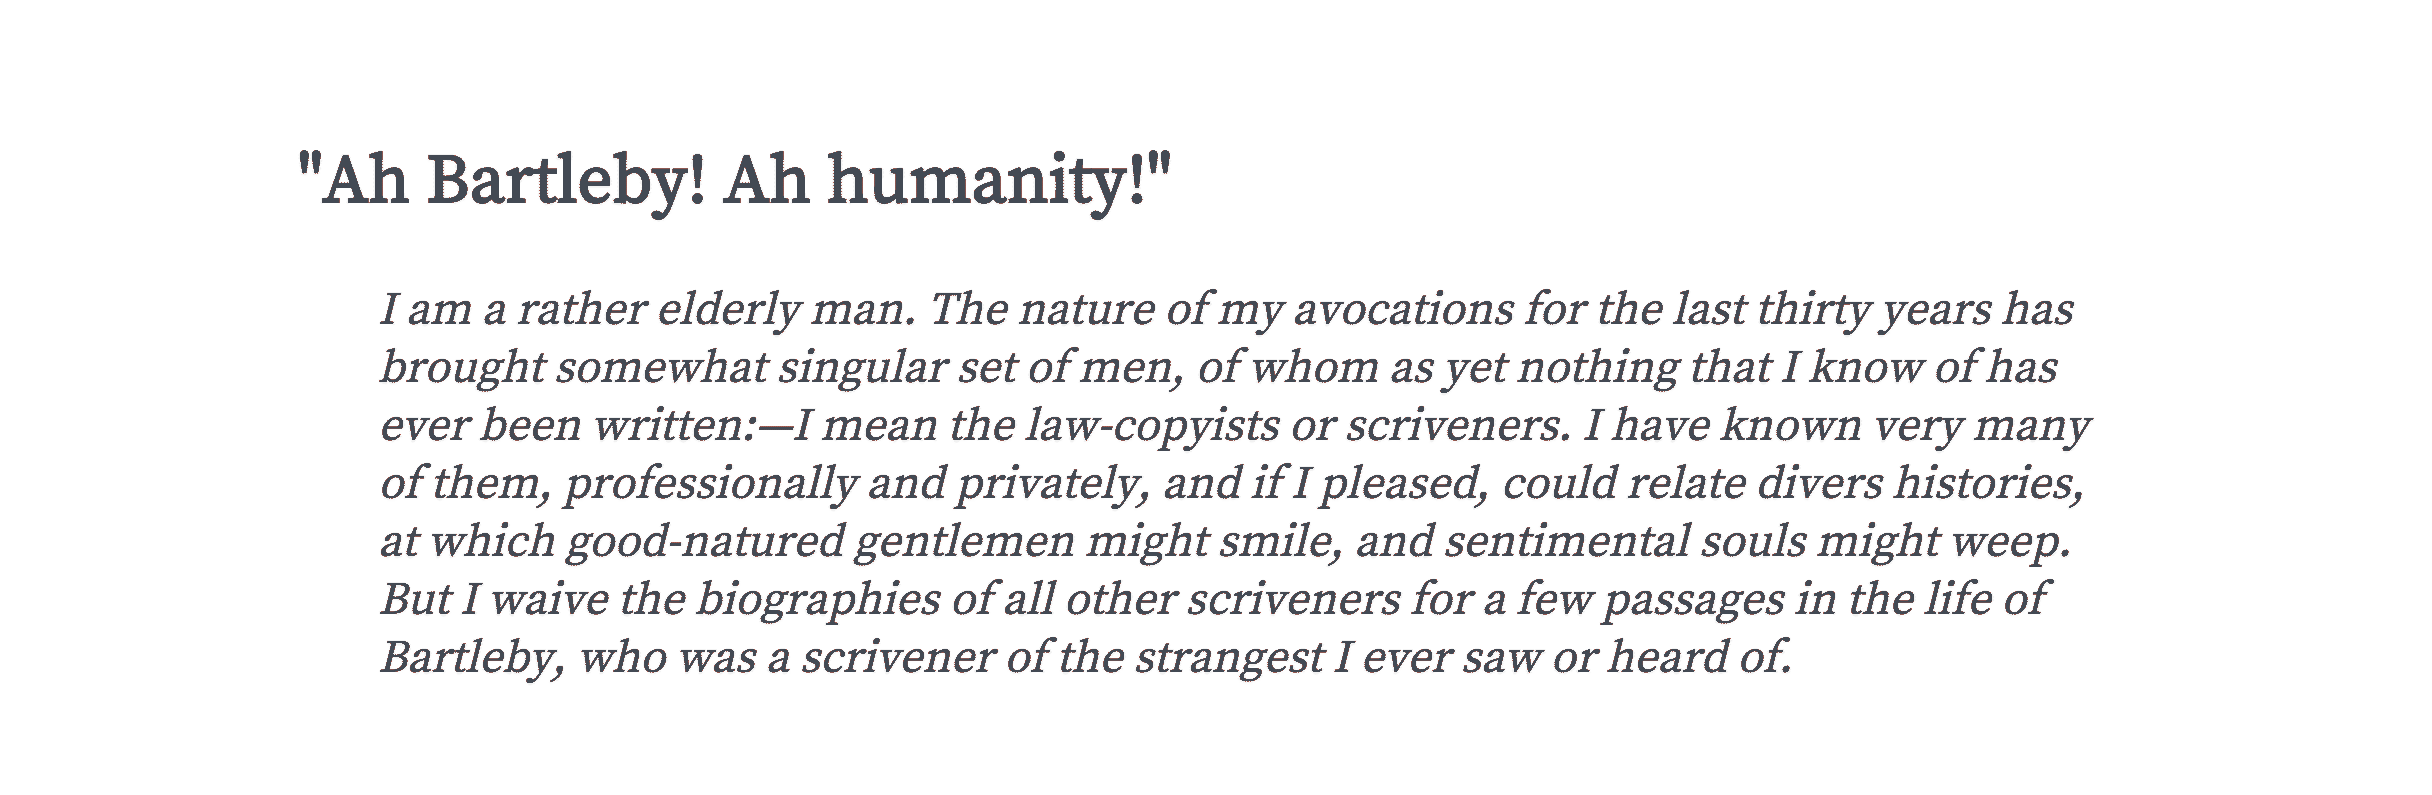 "Ah Bartleby! Ah humanity!"
I am a rather elderly man. The nature of my avocations for the last thirty years has
brought somewhat singular set of men, of whom as yet nothing that I know of has
ever been written:—I mean the law-copyists or scriveners. I have known very many
of them, professionally and privately, and if I pleased, could relate divers histories,
at which good-natured gentlemen might smile, and sentimental souls might weep.
But I waive the biographies of all other scriveners for a few passages in the life of
Bartleby, who was a scrivener of the strangest I ever saw or heard of.